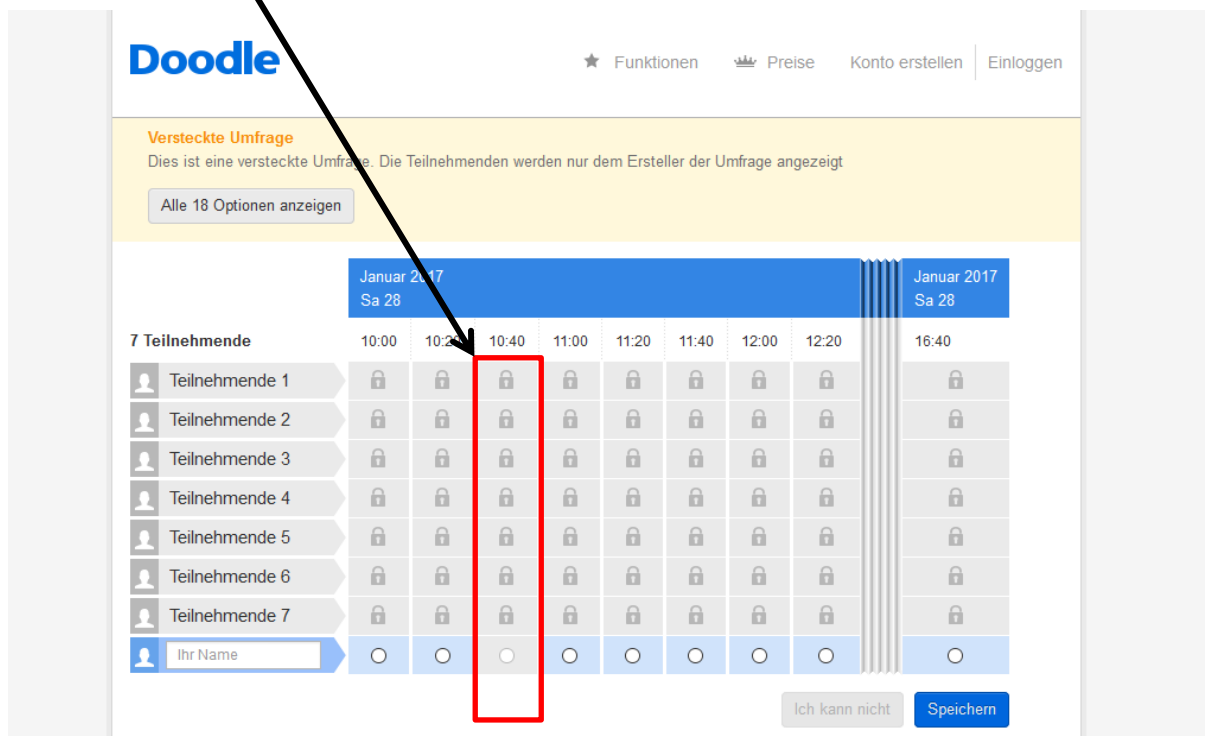 Doodle
Funktionen Preise Konto erstellen Einloggen
Versteckte Umfrage
Dies ist eine versteckte Umfrage. Die Teilnehmenden werden nur dem Ersteller der Umfrage angezeigt
Alle 18 Optionen anzeigen
Januar 2017 Januar 2017
Sa 28 Sa 28
7 Teilnehmende 10:00 10:20 10:40 11:00 11:20 11:40 12:00 12:20 16:40
Teilnehmende 1
Teilnehmende 2
Teilnehmende 3
Teilnehmende 4
Teilnehmende 5
Teilnehmende 6
Teilnehmende 7
Ihr Name
Ich kann nicht Speichern